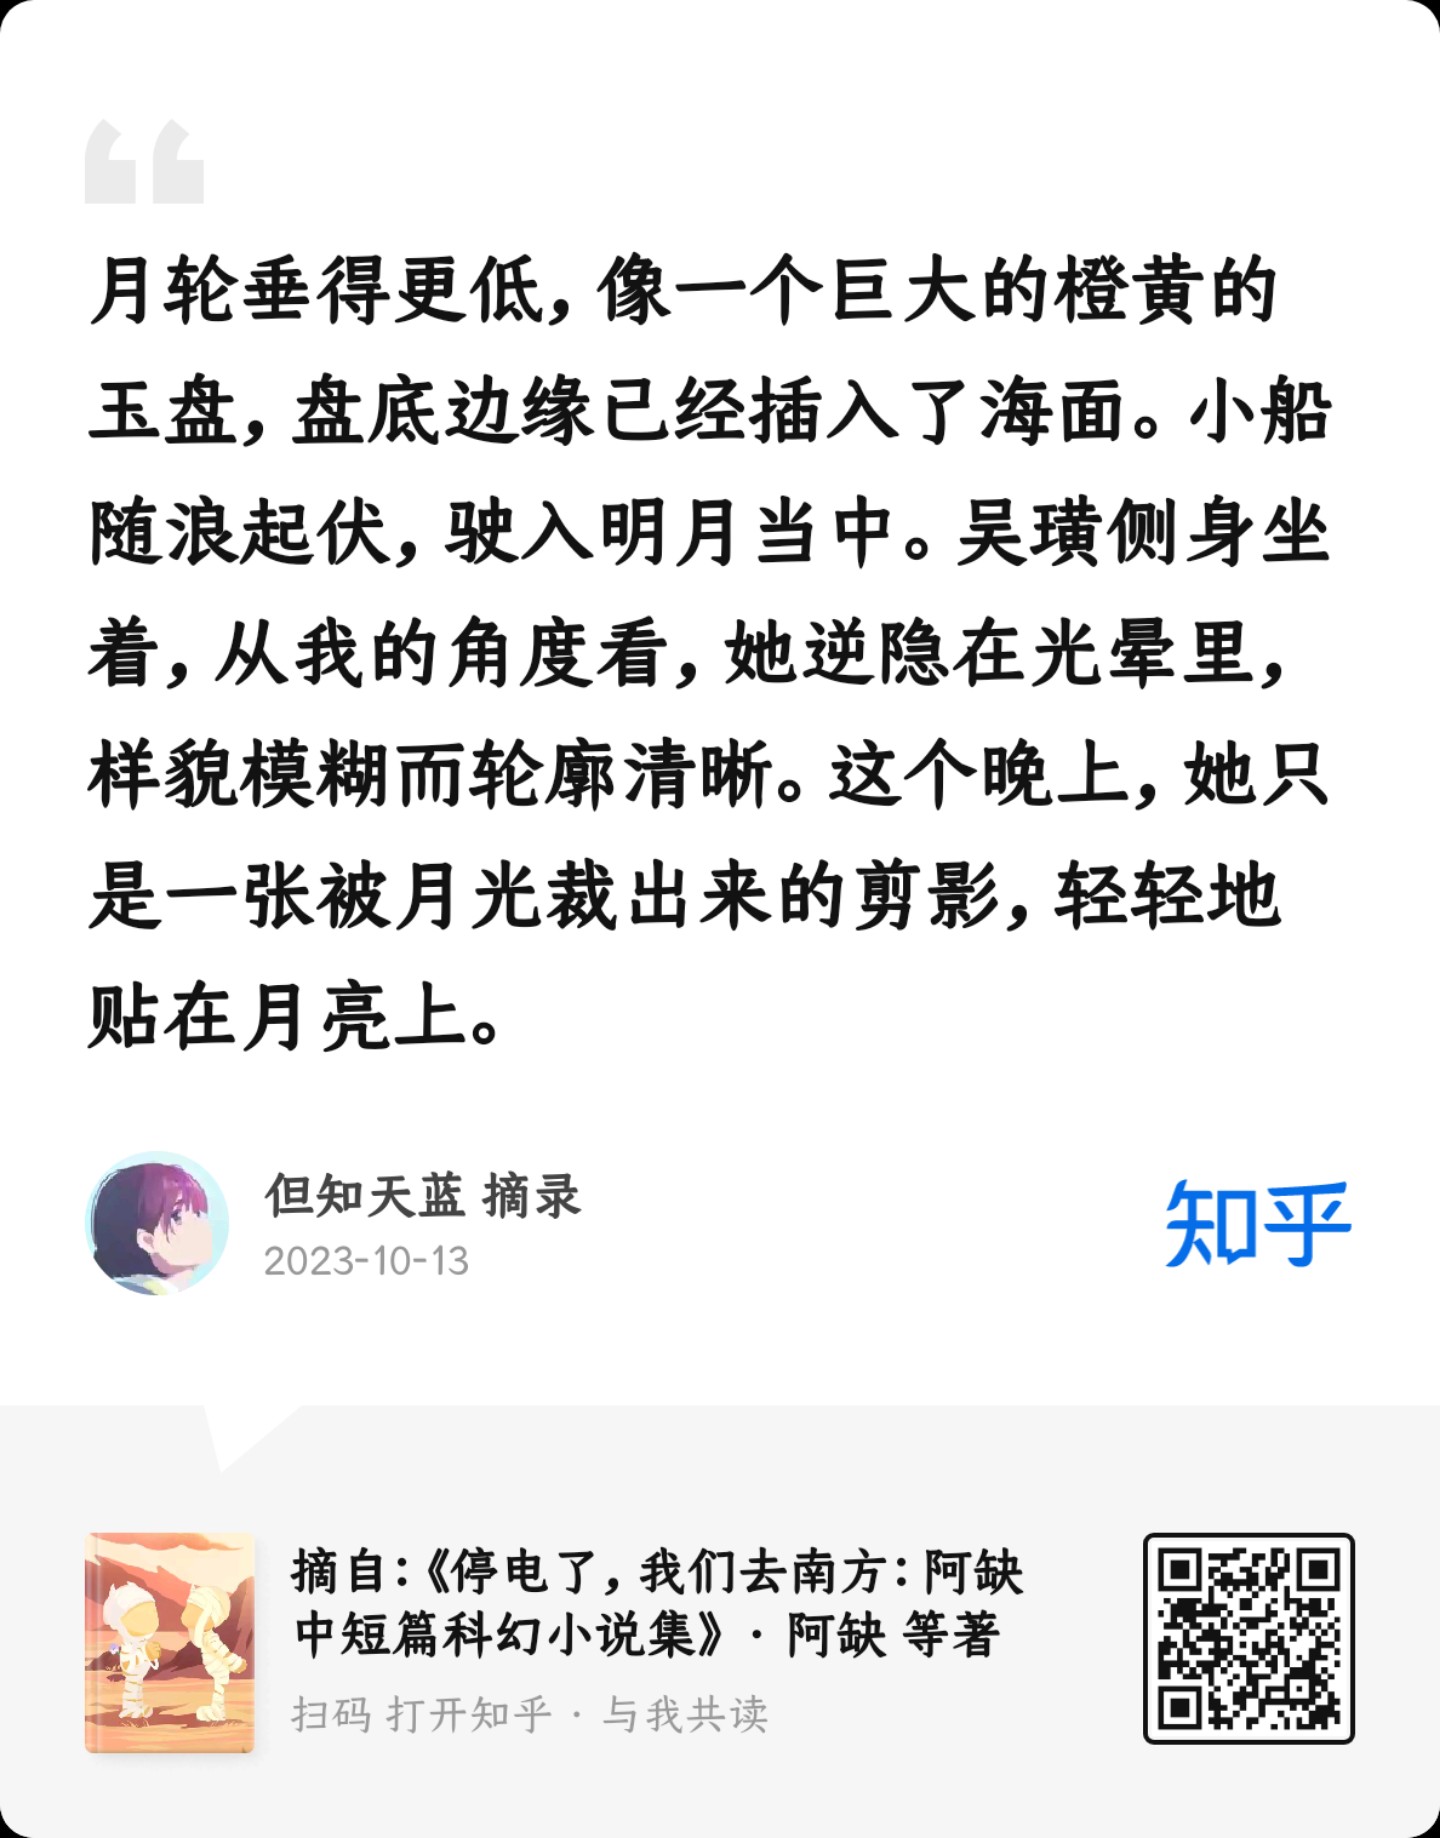 月轮垂得更低，像一个巨大的橙黄的
玉盘，盘底边缘已经插入了海面。小船
随浪起伏，驶入明月当中。吴璜侧身坐
着，从我的角度看，她逆隐在光晕里，
样貌模糊而轮廓清晰。这个晚上，她只
是一张被月光裁出来的剪影，轻轻地
贴在月亮上。
但知天蓝 摘录
2023-10-13
知乎
摘自：《停电了，我们去南方：阿缺
中短篇科幻小说集》· 阿缺 等著
扫码 打开知乎 · 与我共读